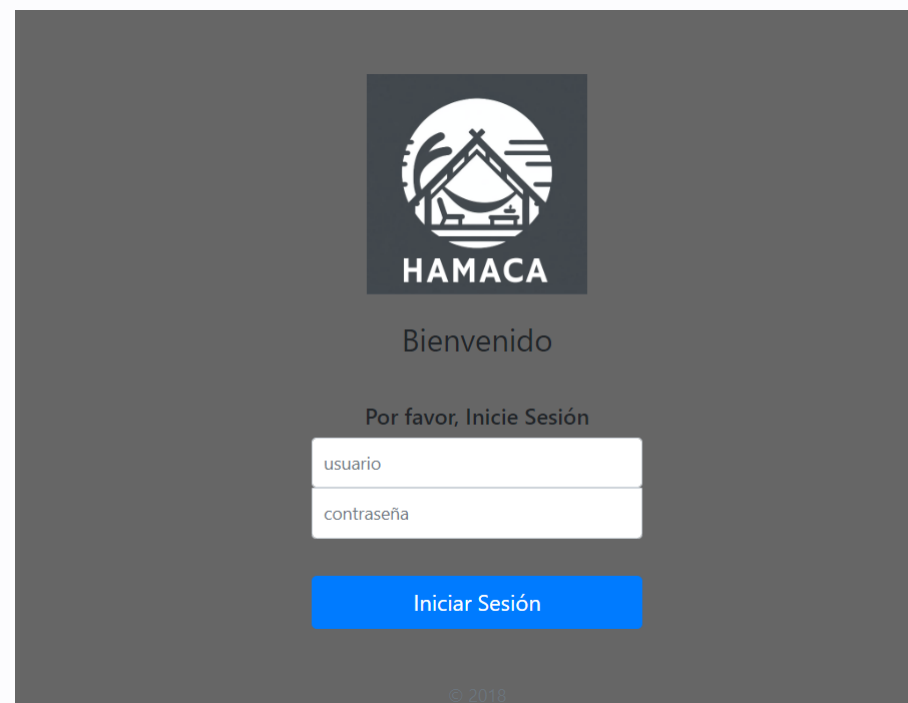 HAMACA
Bienvenido
Por favor, Inicie Sesión
usuario
contraseña
Iniciar Sesión
© 2018